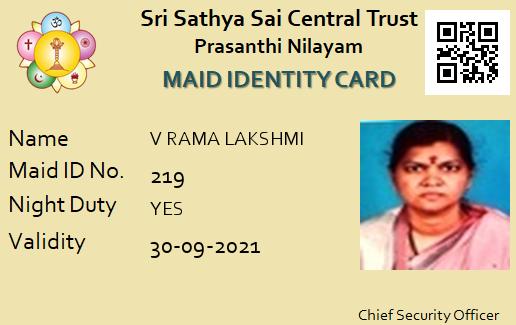 Sri Sathya Sai Central Trust
Prasanthi Nilayam
MAID IDENTITY CARD
Name V RAMA LAKSHMI
Maid ID No. 219
Night Duty YES
Validity 30-09-2021
Chief Security Officer